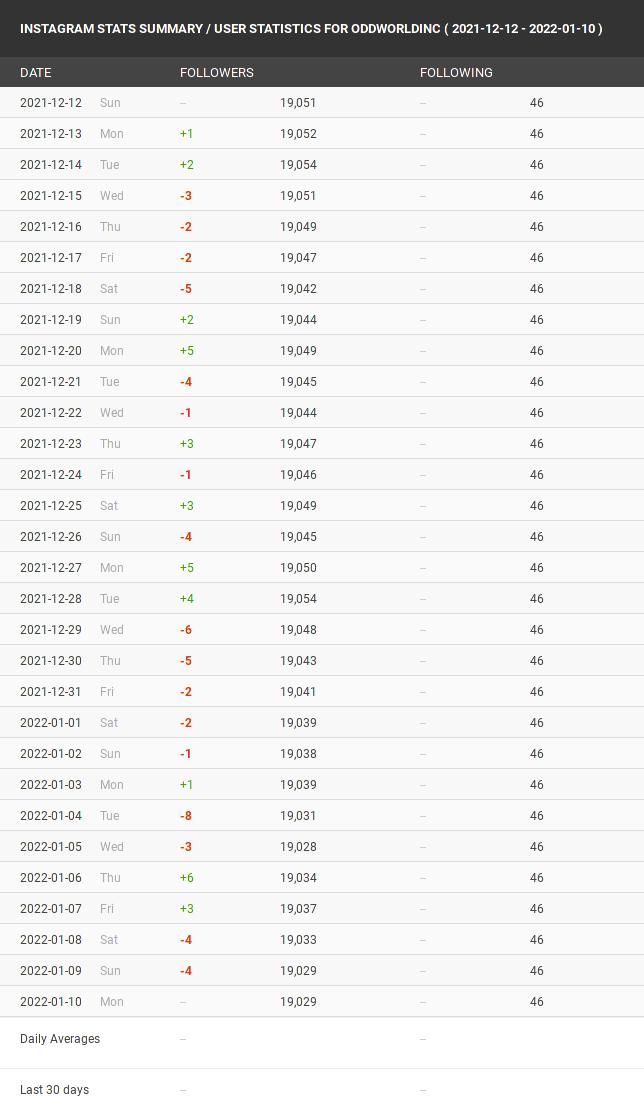 INSTAGRAM STATS SUMMARY / USER STATISTICS FOR ODDWORLDINC ( 2021-12-12 - 2022-01-10 )
DATE FOLLOWERS FOLLOWING
2021-12-12 Sun -- 19,051 -- 46
2021-12-13 Mon +1 19,052 -- 46
2021-12-14 Tue +2 19,054 -- 46
2021-12-15 Wed -3 19,051 -- 46
2021-12-16 Thu -2 19,049 -- 46
2021-12-17 Fri -2 19,047 -- 46
2021-12-18 Sat -5 19,042 -- 46
2021-12-19 Sun +2 19,044 -- 46
2021-12-20 Mon +5 19,049 -- 46
2021-12-21 Tue -4 19,045 -- 46
2021-12-22 Wed -1 19,044 -- 46
2021-12-23 Thu +3 19,047 -- 46
2021-12-24 Fri -1 19,046 -- 46
2021-12-25 Sat +3 19,049 -- 46
2021-12-26 Sun -4 19,045 -- 46
2021-12-27 Mon +5 19,050 -- 46
2021-12-28 Tue +4 19,054 -- 46
2021-12-29 Wed -6 19,048 -- 46
2021-12-30 Thu -5 19,043 -- 46
2021-12-31 Fri -2 19,041 -- 46
2022-01-01 Sat -2 19,039 -- 46
2022-01-02 Sun -1 19,038 -- 46
2022-01-03 Mon +1 19,039 -- 46
2022-01-04 Tue -8 19,031 -- 46
2022-01-05 Wed -3 19,028 -- 46
2022-01-06 Thu +6 19,034 -- 46
2022-01-07 Fri +3 19,037 -- 46
2022-01-08 Sat -4 19,033 -- 46
2022-01-09 Sun -4 19,029 -- 46
2022-01-10 Mon -- 19,029 -- 46
Daily Averages -- --
Last 30 days -- --